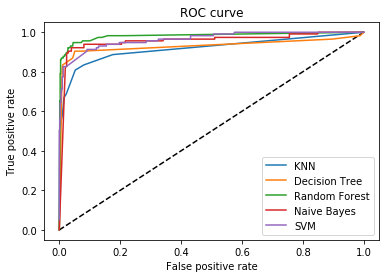 ROC curve
True positive rate
1.0
0.8
0.6
0.4
0.2
0.0
KNN
Decision Tree
Random Forest
Naive Bayes
SVM
0.0 0.2 0.4 0.6 0.8 1.0
False positive rate